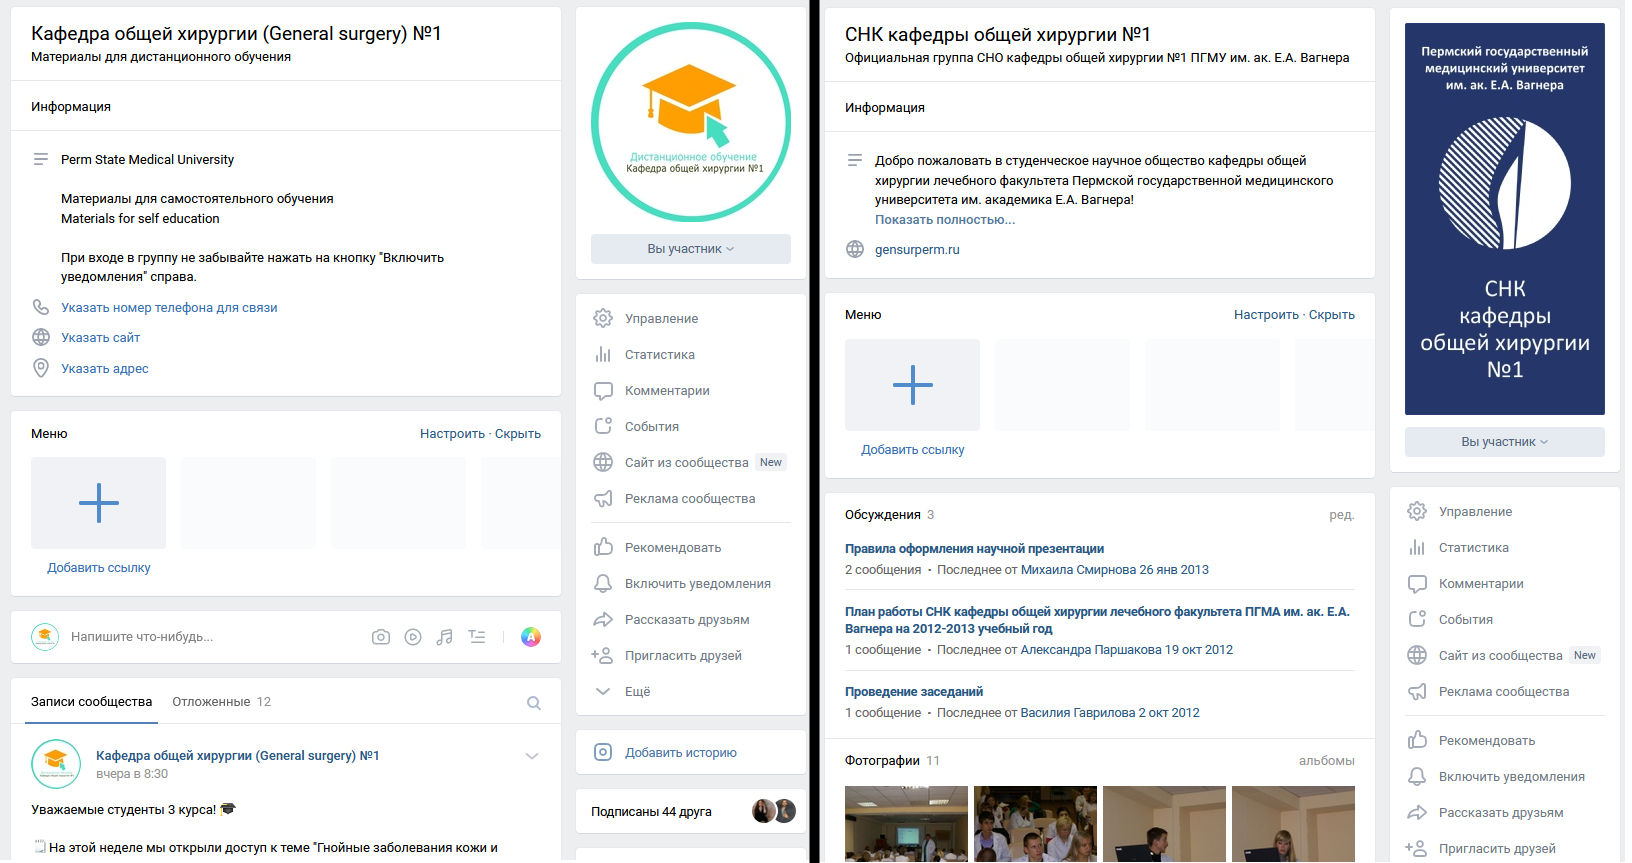 Кафедра общей хирургии (General surgery) №1
Материалы для дистанционного обучения
Информация
Perm State Medical University
Материалы для самостоятельного обучения
Materials for self education
При входе в группу не забывайте нажать на кнопку "Включить
уведомления" справа.
Указать номер телефона для связи
Указать сайт
Указать адрес
Меню
Настроить · Скрыть
Добавить ссылку
Напишите что-нибудь...
Записи сообщества
Отложенные 12
Кафедра общей хирургии (General surgery) №1
вчера в 8:30
Уважаемые студенты 3 курса! 🎓
На этой неделе мы открыли доступ к теме "Гнойные заболевания кожи и
Дистанционное обучение
Кафедра общей хирургии №1
Вы участник
Управление
Статистика
Комментарии
События
Сайт из сообщества New
Реклама сообщества
Рекомендовать
Включить уведомления
Рассказать друзьям
Пригласить друзей
Ещё
Добавить историю
Подписаны 44 друга
СНК кафедры общей хирургии №1
Официальная группа СНО кафедры общей хирургии №1 ПГМУ им. ак. Е.А. Вагнера
Информация
Добро пожаловать в студенческое научное общество кафедры общей
хирургии лечебного факультета Пермской государственной медицинского
университета им. академика Е.А. Вагнера!
Показать полностью...
gensurperm.ru
Меню
Настроить · Скрыть
Добавить ссылку
Обсуждения 3
ред.
Правила оформления научной презентации
2 сообщения · Последнее от Михаила Смирнова 26 янв 2013
План работы СНК кафедры общей хирургии лечебного факультета ПГМА им. ак. Е.А.
Вагнера на 2012-2013 учебный год
1 сообщение · Последнее от Александра Паршакова 19 окт 2012
Проведение заседаний
1 сообщение · Последнее от Василия Гаврилова 2 окт 2012
Фотографии 11
альбомы
Пермский государственный
медицинский университет
им. ак. Е.А. Вагнера
СНК
кафедры
общей хирургии
№1
Вы участник
Управление
Статистика
Комментарии
События
Сайт из сообщества New
Реклама сообщества
Рекомендовать
Включить уведомления
Рассказать друзьям
Пригласить друзей